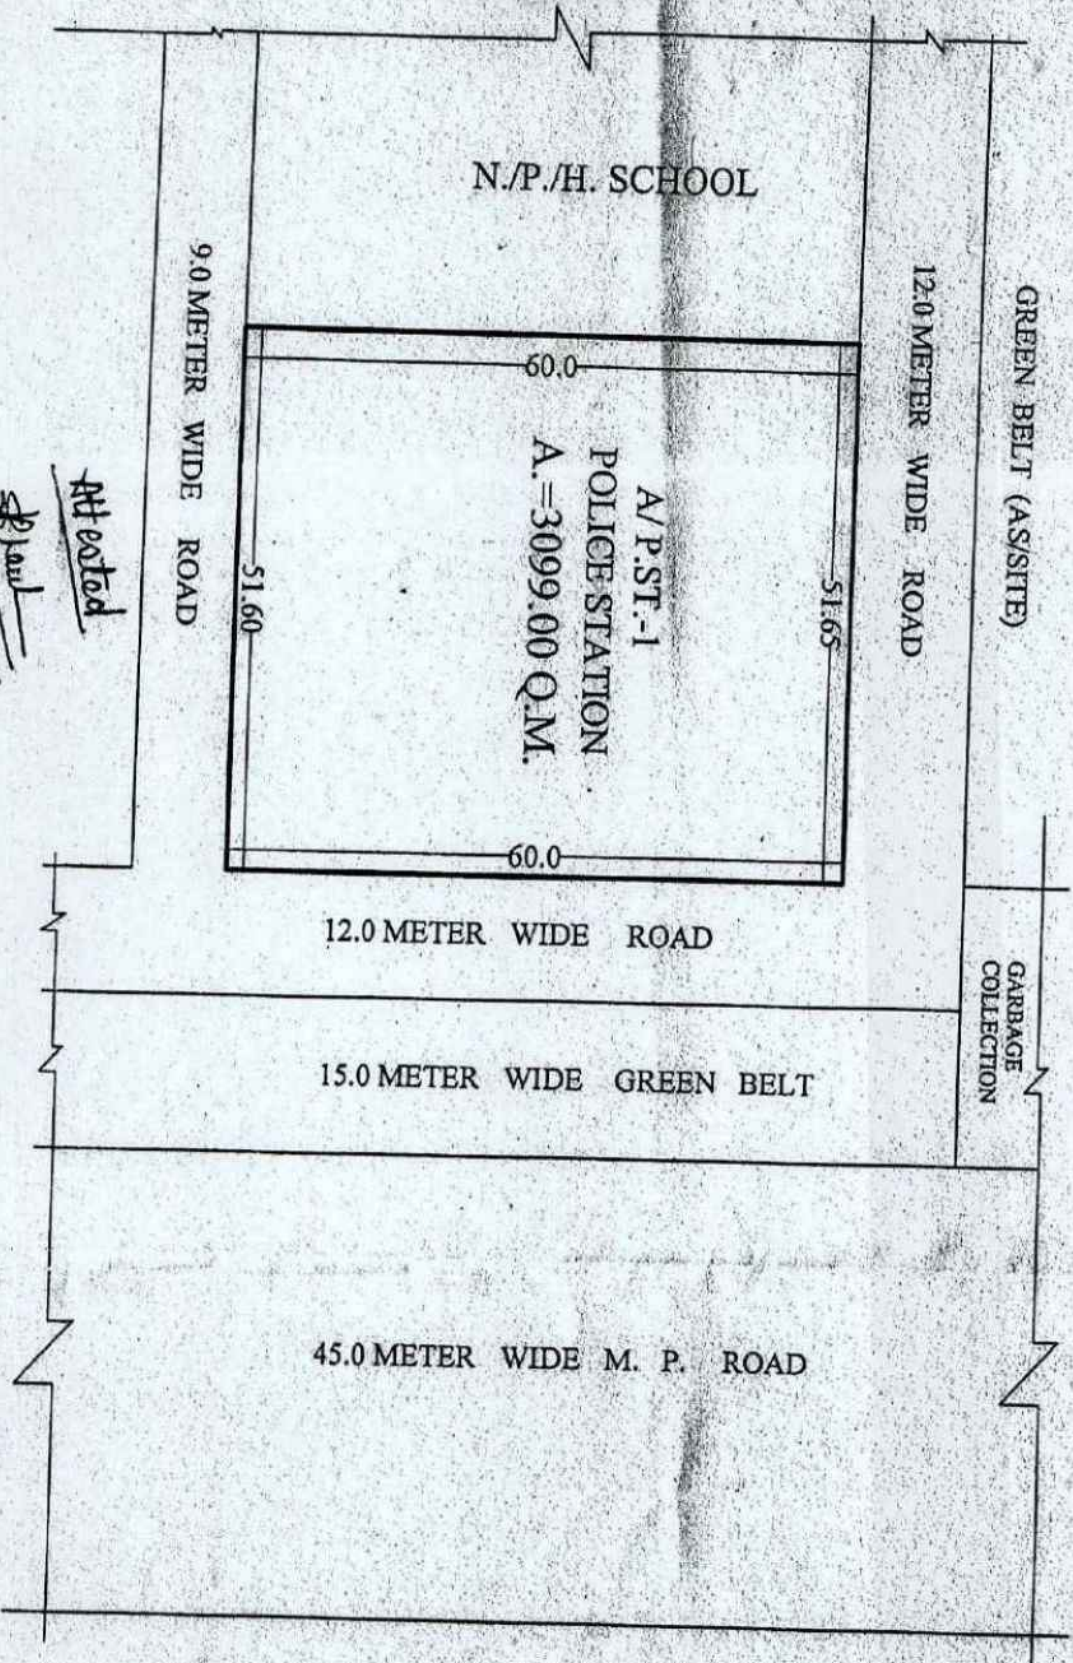 N./P./H. SCHOOL
GREEN BELT (AS/SITE)
12.0 METER WIDE ROAD
9.0 METER WIDE ROAD
60.0
51.65
A/ P.ST.-1
POLICE STATION
A.=3099.00 Q.M.
51.60
60.0
Attested
12.0 METER WIDE ROAD
GARBAGE
COLLECTION
15.0 METER WIDE GREEN BELT
45.0 METER WIDE M. P. ROAD